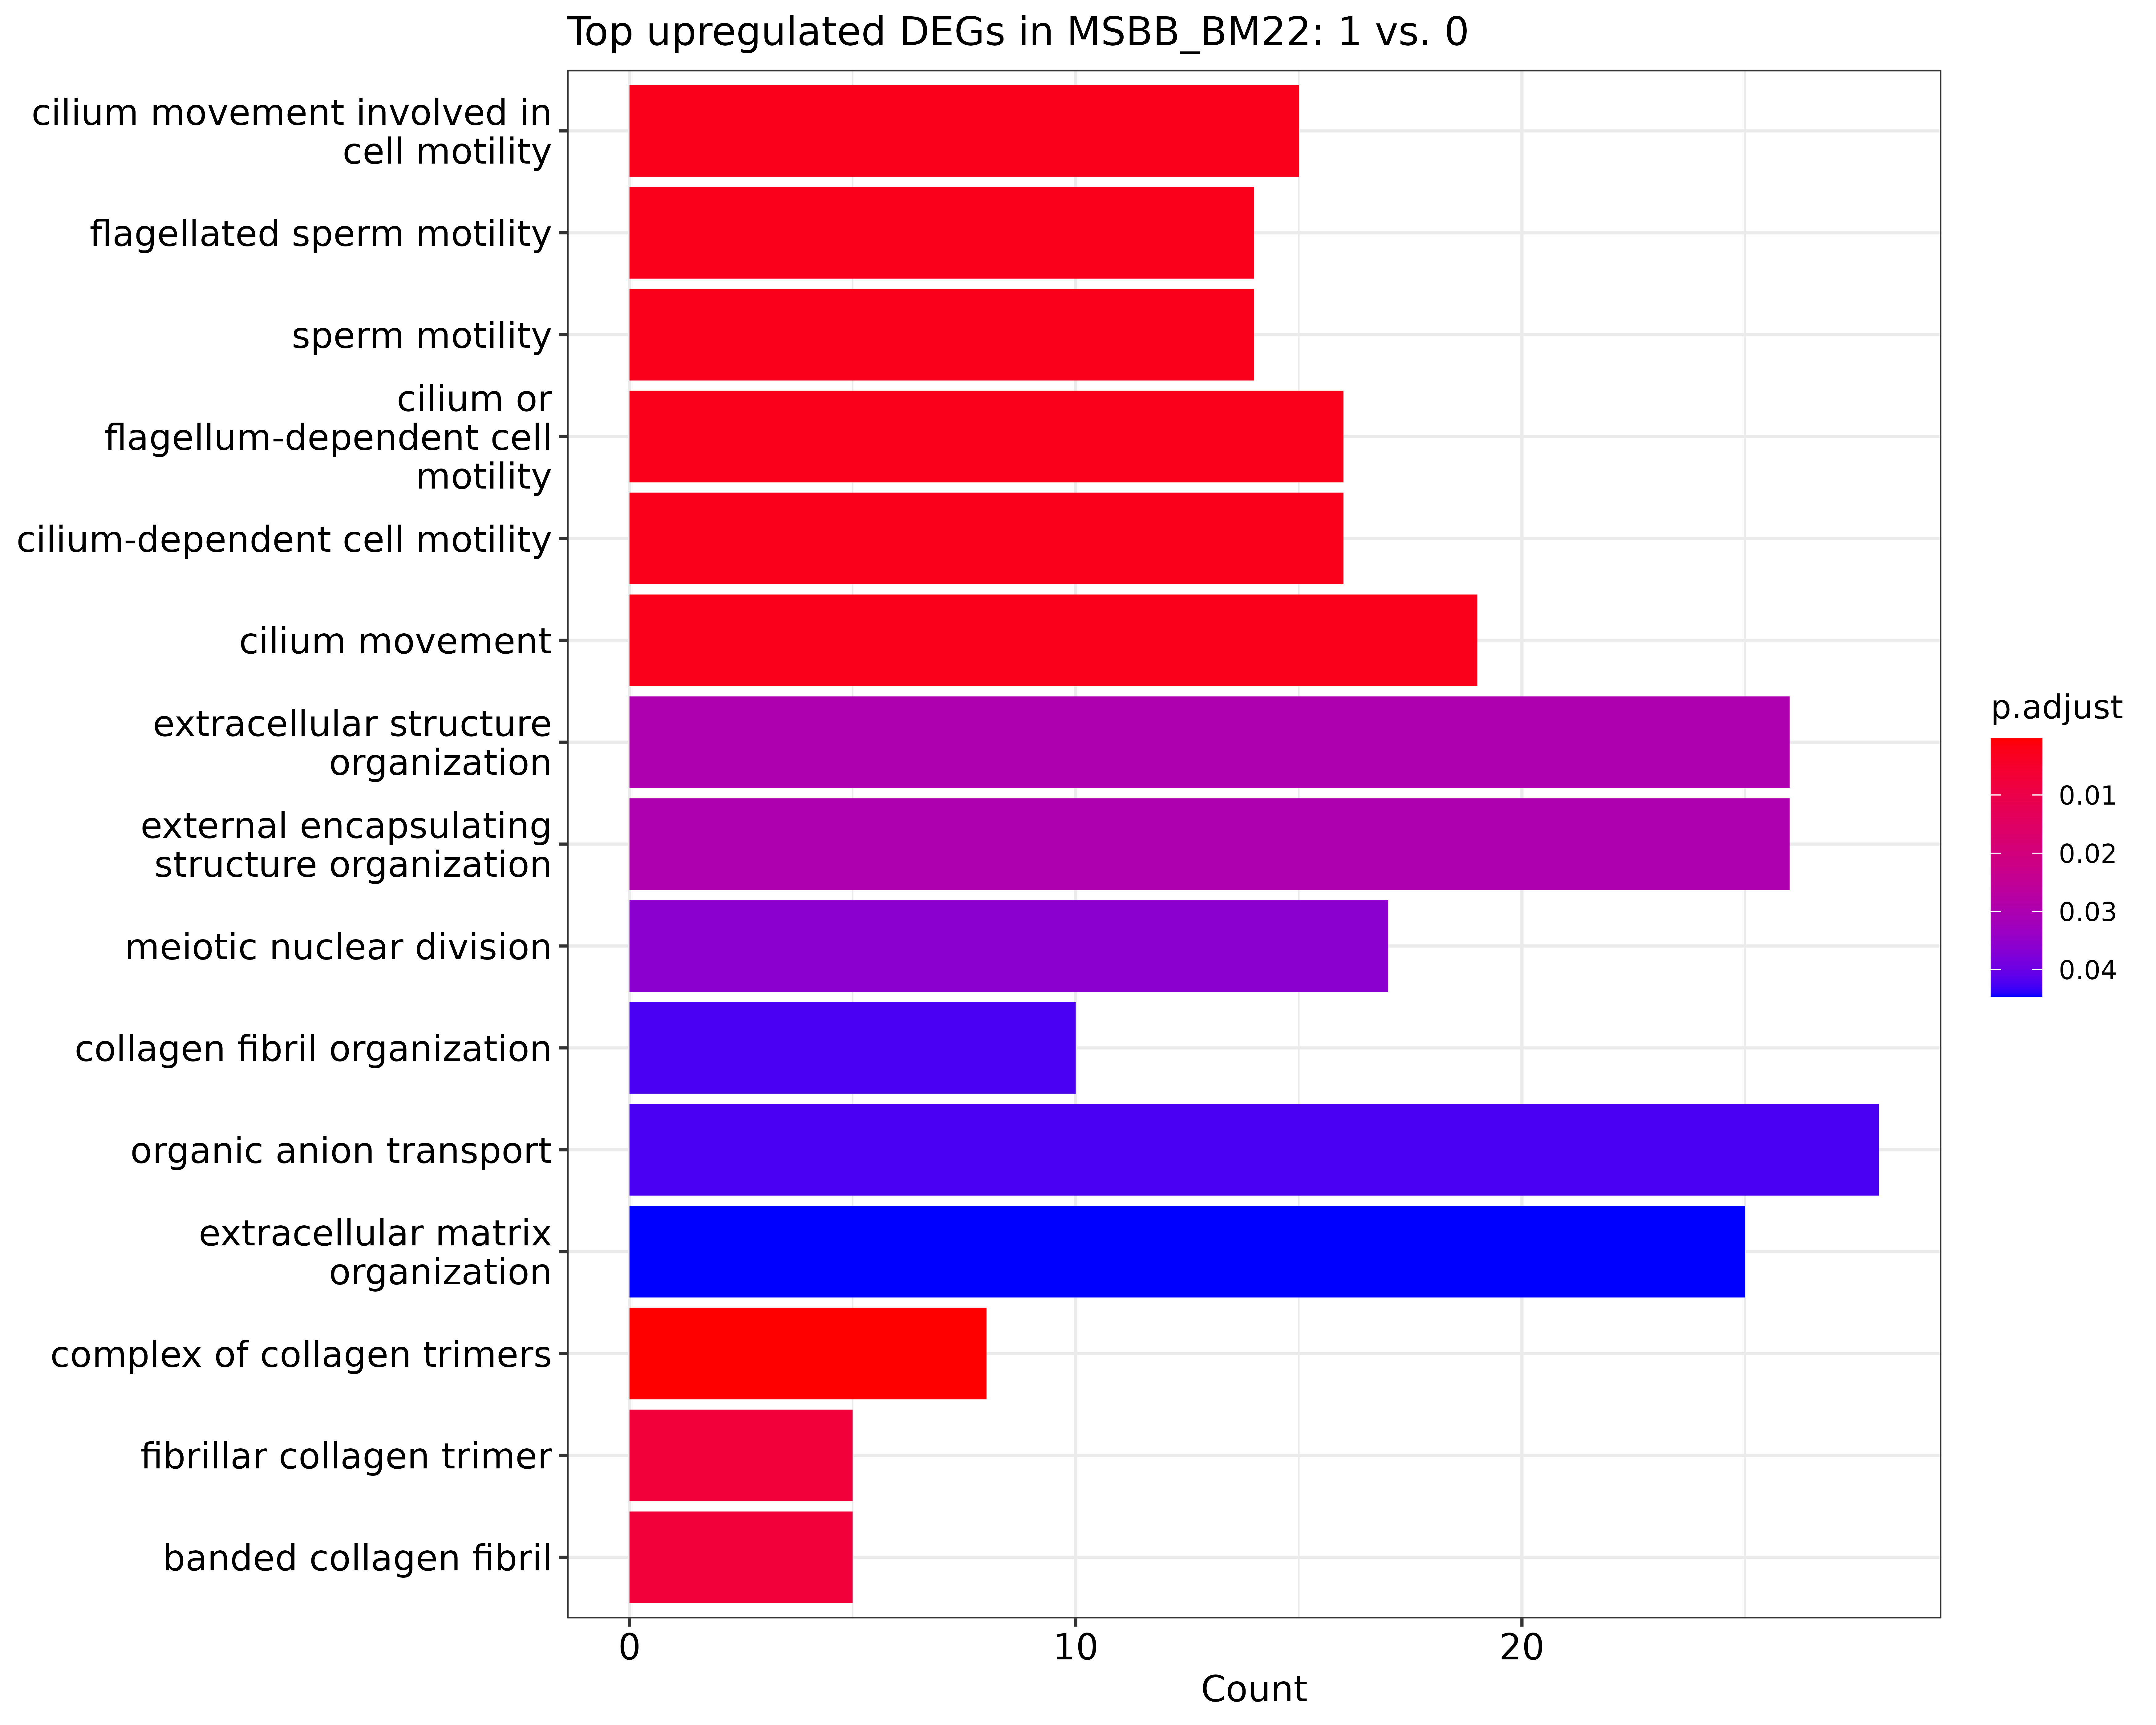 Top upregulated DEGs in MSBB_BM22: 1 vs. 0
cilium movement involved in
cell motility
flagellated sperm motility
sperm motility
cilium or
flagellum-dependent cell
motility
cilium-dependent cell motility
cilium movement
extracellular structure
organization
external encapsulating
structure organization
meiotic nuclear division
collagen fibril organization
organic anion transport
extracellular matrix
organization
complex of collagen trimers
fibrillar collagen trimer
banded collagen fibril
0
10
20
Count
p.adjust
0.01
0.02
0.03
0.04